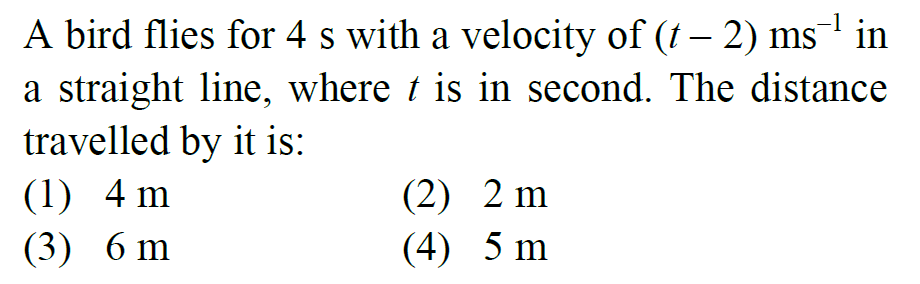 A bird flies for 4 s with a velocity of (t – 2) ms⁻¹ in
a straight line, where t is in second. The distance
travelled by it is:
(1) 4 m (2) 2 m
(3) 6 m (4) 5 m